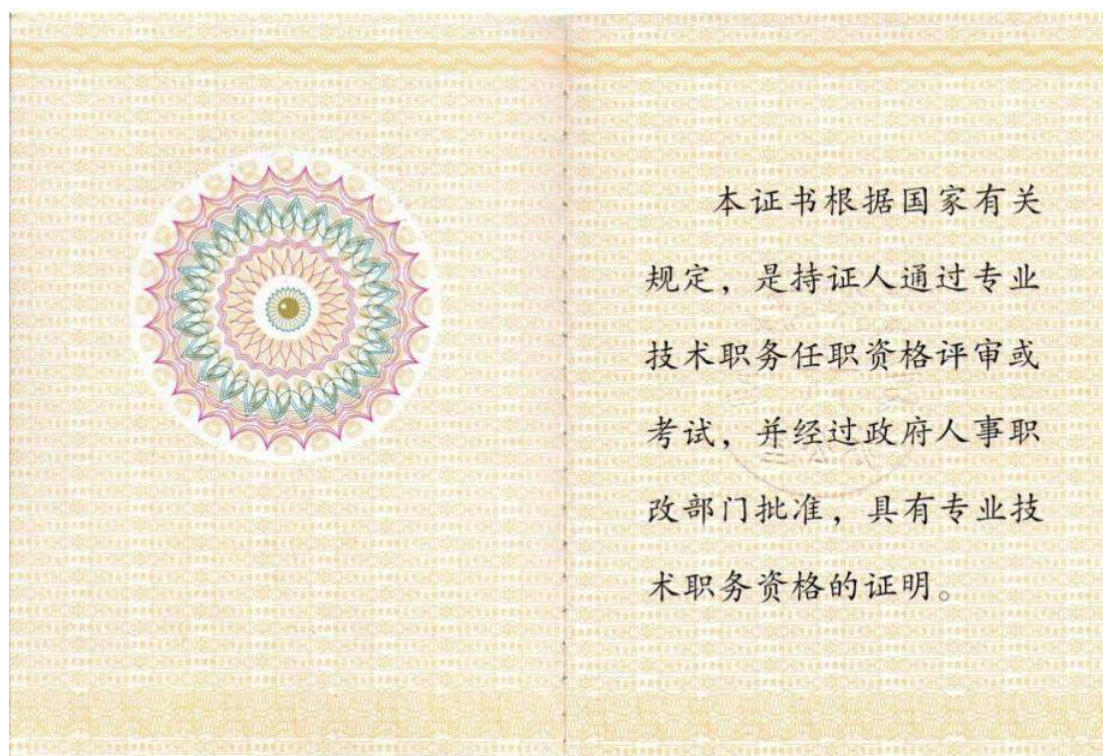 本证书根据国家有关
规定，是持证人通过专业
技术职务任职资格评审或
考试，并经过政府人事职
改部门批准，具有专业技
术职务资格的证明。